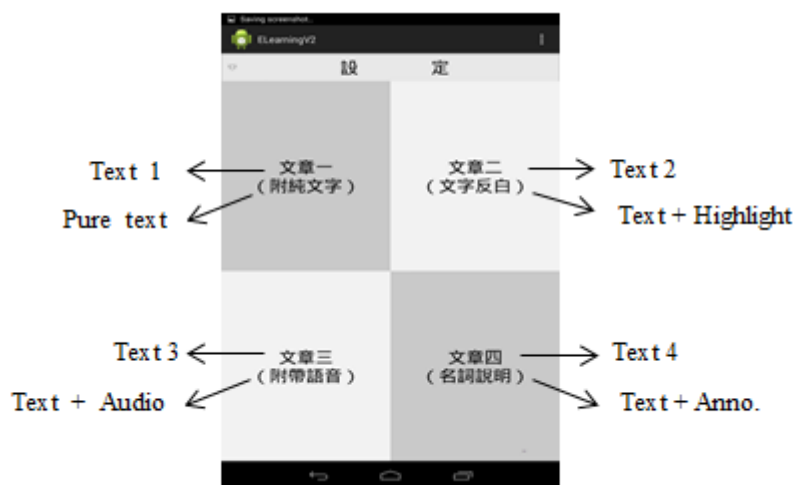 Saving screenshot...
ELearningV2
設 定
Text 1
文章一
(附純文字)
Pure text
文章二
(文字反白)
Text 2
Text + Highlight
Text 3
文章三
(附帶語音)
Text + Audio
文章四
(名詞說明)
Text 4
Text + Anno.